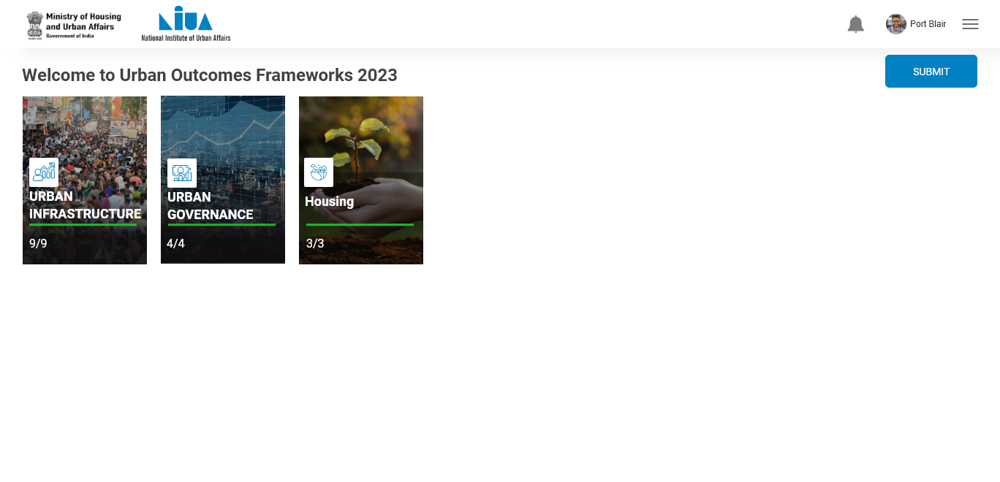 Ministry of Housing
and Urban Affairs
Government of India
NIUA
National Institute of Urban Affairs
Port Blair
Welcome to Urban Outcomes Frameworks 2023
SUBMIT
URBAN
INFRASTRUCTURE
9/9
URBAN
GOVERNANCE
4/4
Housing
3/3